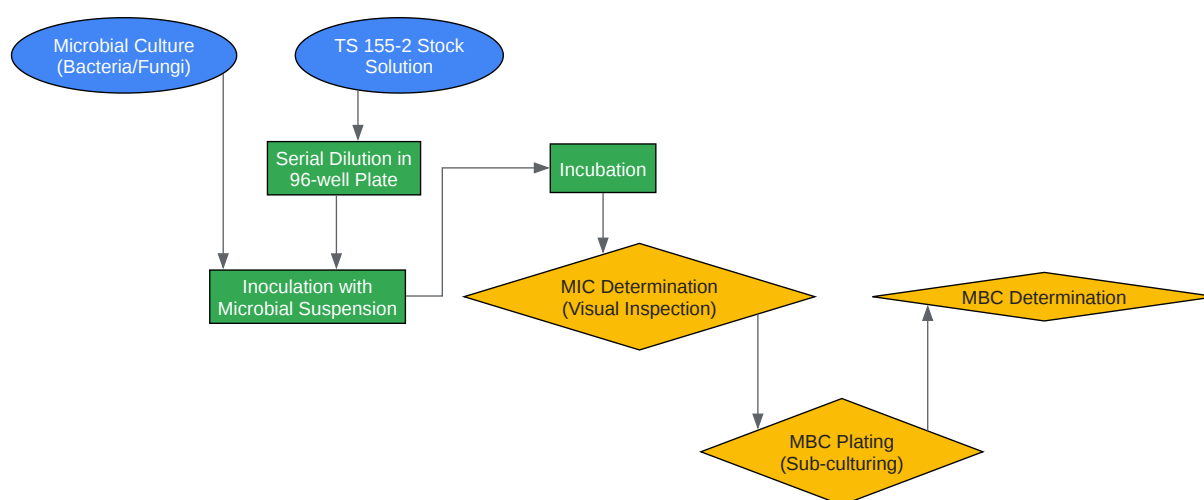 Microbial Culture
(Bacteria/Fungi)
TS 155-2 Stock
Solution
Serial Dilution in
96-well Plate
Incubation
Inoculation with
Microbial Suspension
MIC Determination
(Visual Inspection)
MBC Determination
MBC Plating
(Sub-culturing)